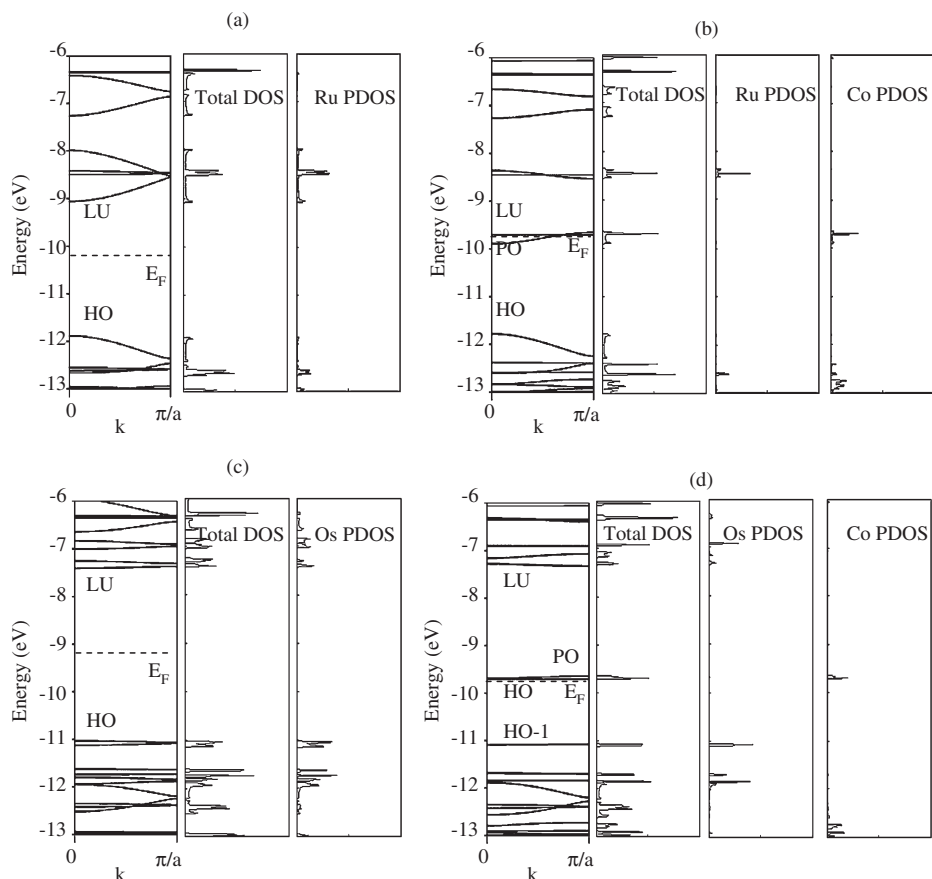 (a)
-6
-7
-8
-9
-10
-11
-12
-13
Energy (eV)
LU
E_F
HO
0
π/a
k
Total DOS
Ru PDOS
(b)
-6
-7
-8
-9
-10
-11
-12
-13
Energy (eV)
LU
PO
E_F
HO
0
π/a
k
Total DOS
Ru PDOS
Co PDOS
(c)
-6
-7
-8
-9
-10
-11
-12
-13
Energy (eV)
LU
E_F
HO
0
π/a
k
Total DOS
Os PDOS
(d)
-6
-7
-8
-9
-10
-11
-12
-13
Energy (eV)
LU
PO
HO
E_F
HO-1
0
π/a
k
Total DOS
Os PDOS
Co PDOS